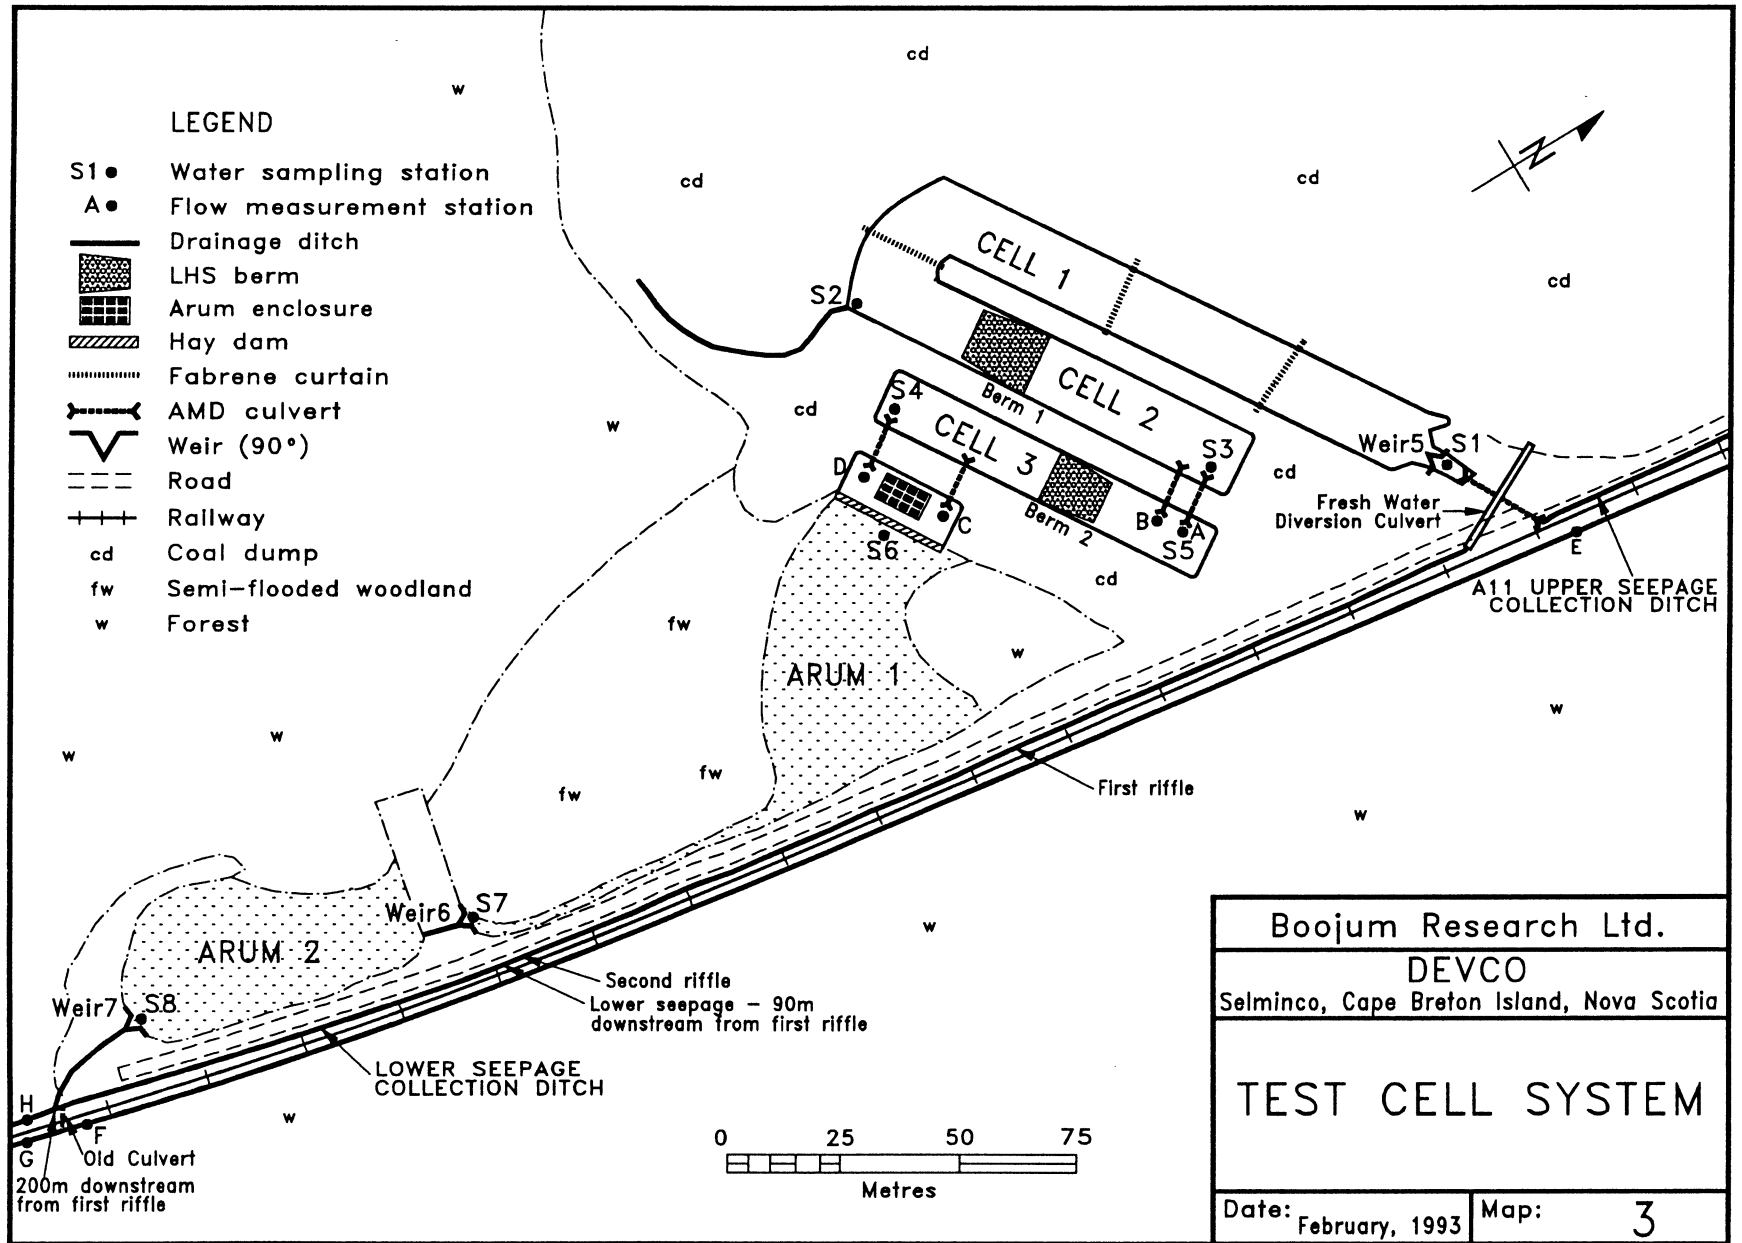 LEGEND
S1 Water sampling station
A Flow measurement station
Drainage ditch
LHS berm
Arum enclosure
Hay dam
Fabrene curtain
AMD culvert
Weir (90°)
Road
Railway
cd Coal dump
fw Semi-flooded woodland
w Forest
w
cd
cd
cd
cd
N
CELL 1
S2
Berm 1
CELL 2
S4
CELL 3
S3
cd
cd
w
Weir5 S1
Fresh Water
Diversion Culvert
D
C
S6
Berm 2
B
A
S5
cd
E
A11 UPPER SEEPAGE
COLLECTION DITCH
fw
ARUM 1
w
w
w
w
fw
fw
First riffle
w
Weir6 S7
w
ARUM 2
Second riffle
Lower seepage - 90m
downstream from first riffle
Weir7 S8
LOWER SEEPAGE
COLLECTION DITCH
H
G
F
w
Old Culvert
200m downstream
from first riffle
0 25 50 75
Metres
Boojum Research Ltd.
DEVCO
Selminco, Cape Breton Island, Nova Scotia
TEST CELL SYSTEM
Date: February, 1993
Map: 3